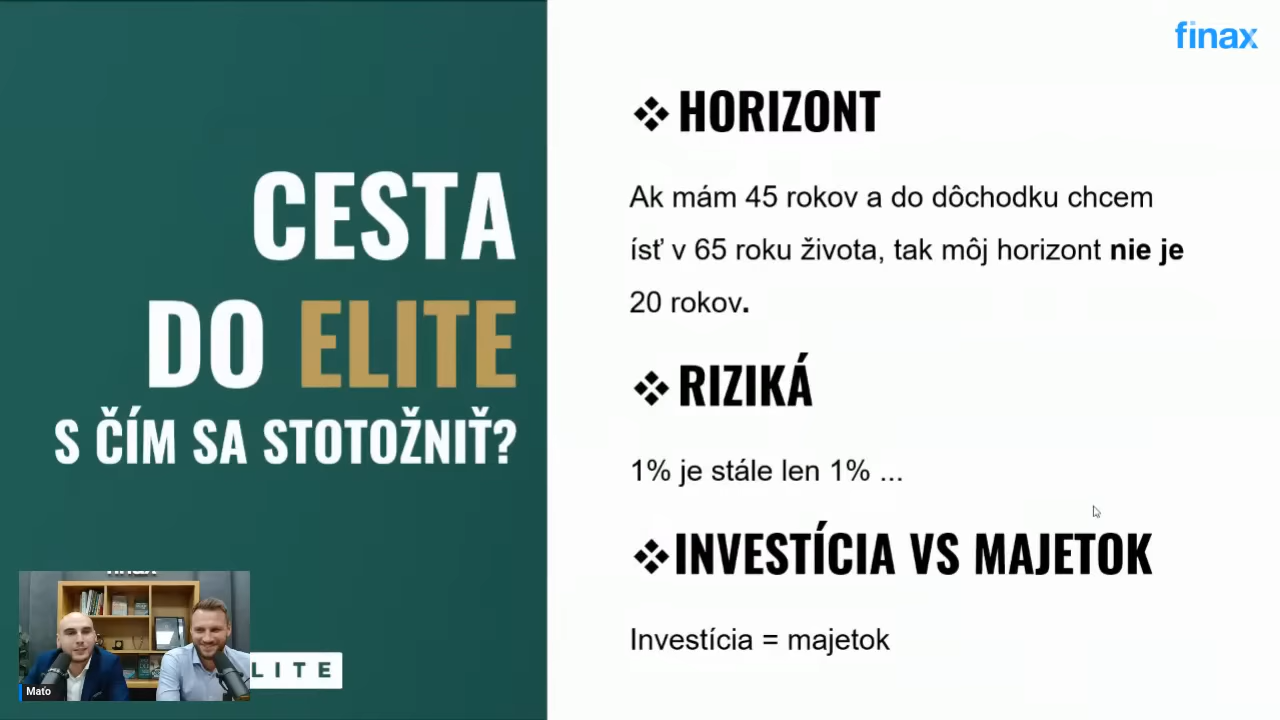 finax
CESTA
DO ELITE
S ČÍM SA STOTOŽNIŤ?
❖ HORIZONT
Ak mám 45 rokov a do dôchodku chcem
ísť v 65 roku života, tak môj horizont nie je
20 rokov.
❖ RIZIKÁ
1% je stále len 1% ...
❖ INVESTÍCIA VS MAJETOK
Investícia = majetok
Maťo
LITE